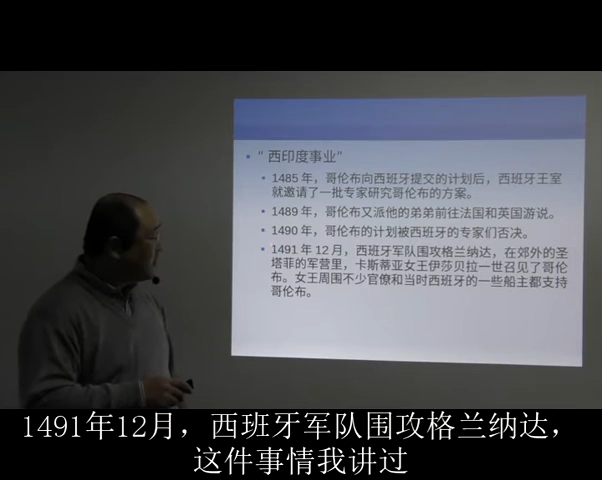 “西印度事业”
1485 年，哥伦布向西班牙提交的计划后，西班牙王室
就邀请了一批专家研究哥伦布的方案。
1489 年，哥伦布又派他的弟弟前往法国和英国游说。
1490 年，哥伦布的计划被西班牙的专家们否决。
1491 年 12 月，西班牙军队围攻格兰纳达，在郊外的圣
塔菲的军营里，卡斯蒂亚女王伊莎贝拉一世召见了哥伦
布。女王周围不少官僚和当时西班牙的一些船主都支持
哥伦布。
1491年12月，西班牙军队围攻格兰纳达，
这件事情我讲过